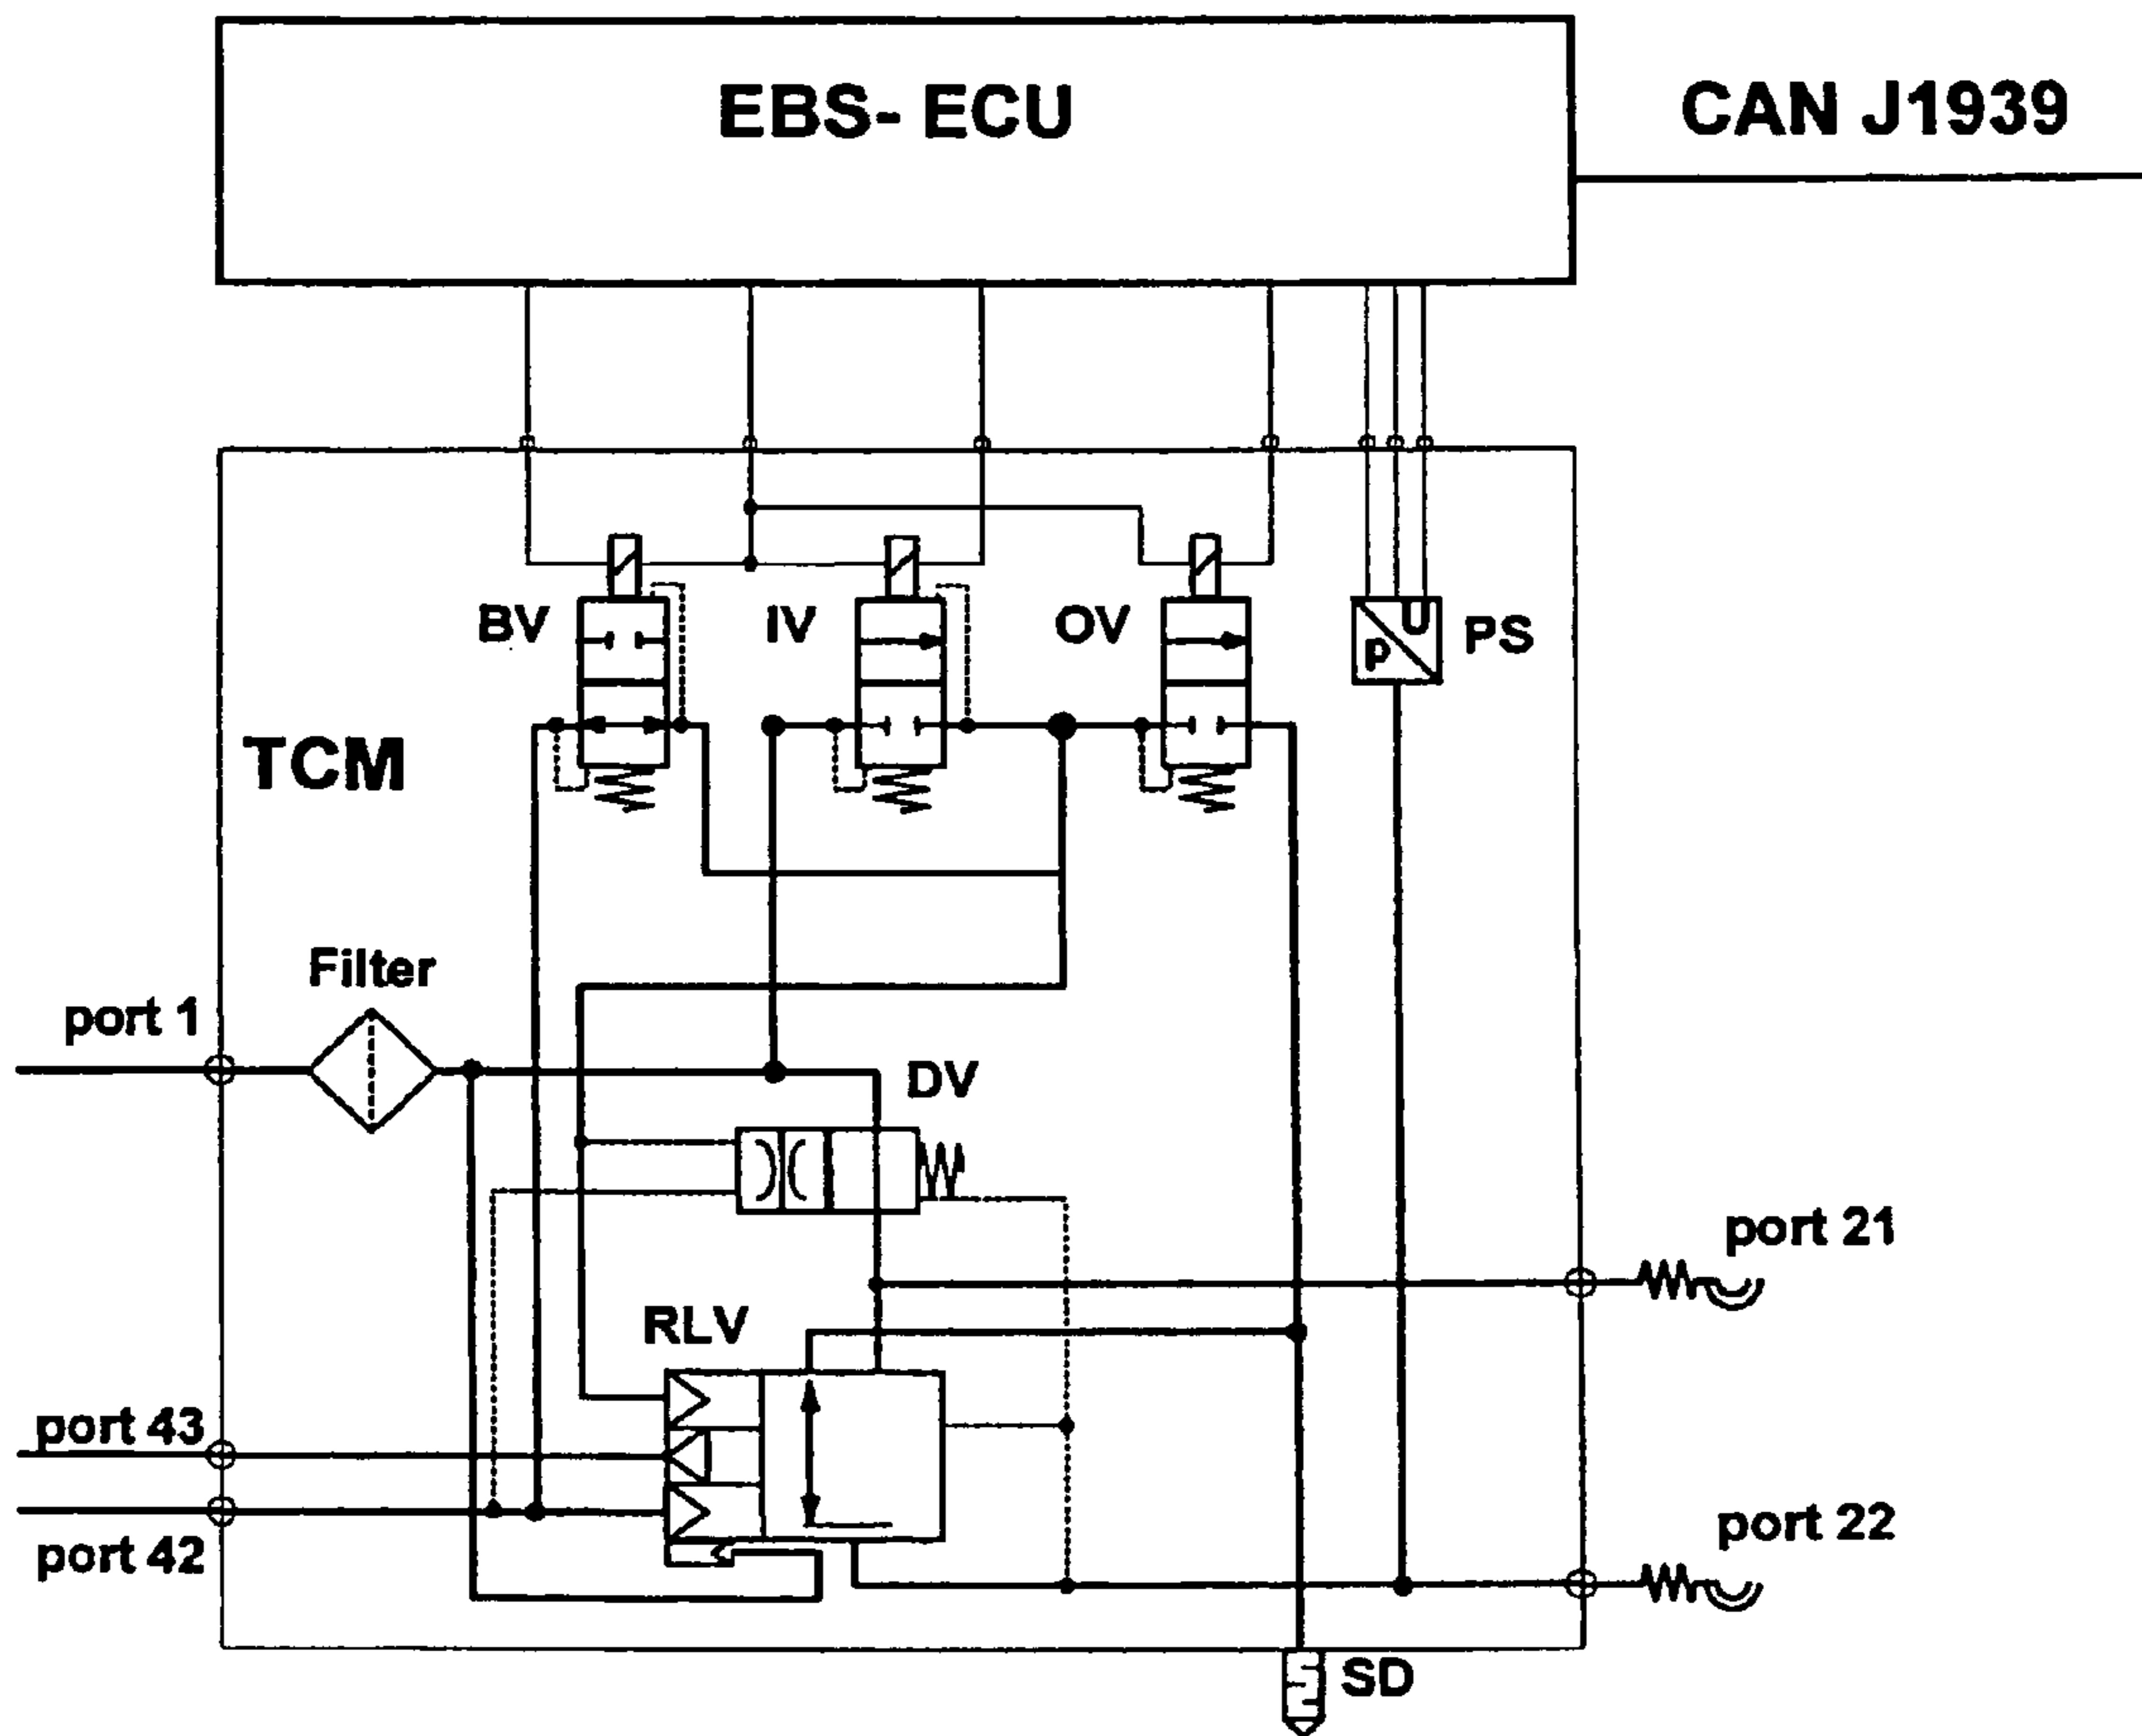 EBS- ECU
CAN J1939
BV
IV
OV
U
p
PS
TCM
Filter
port 1
DV
port 21
RLV
port 43
port 42
port 22
SD